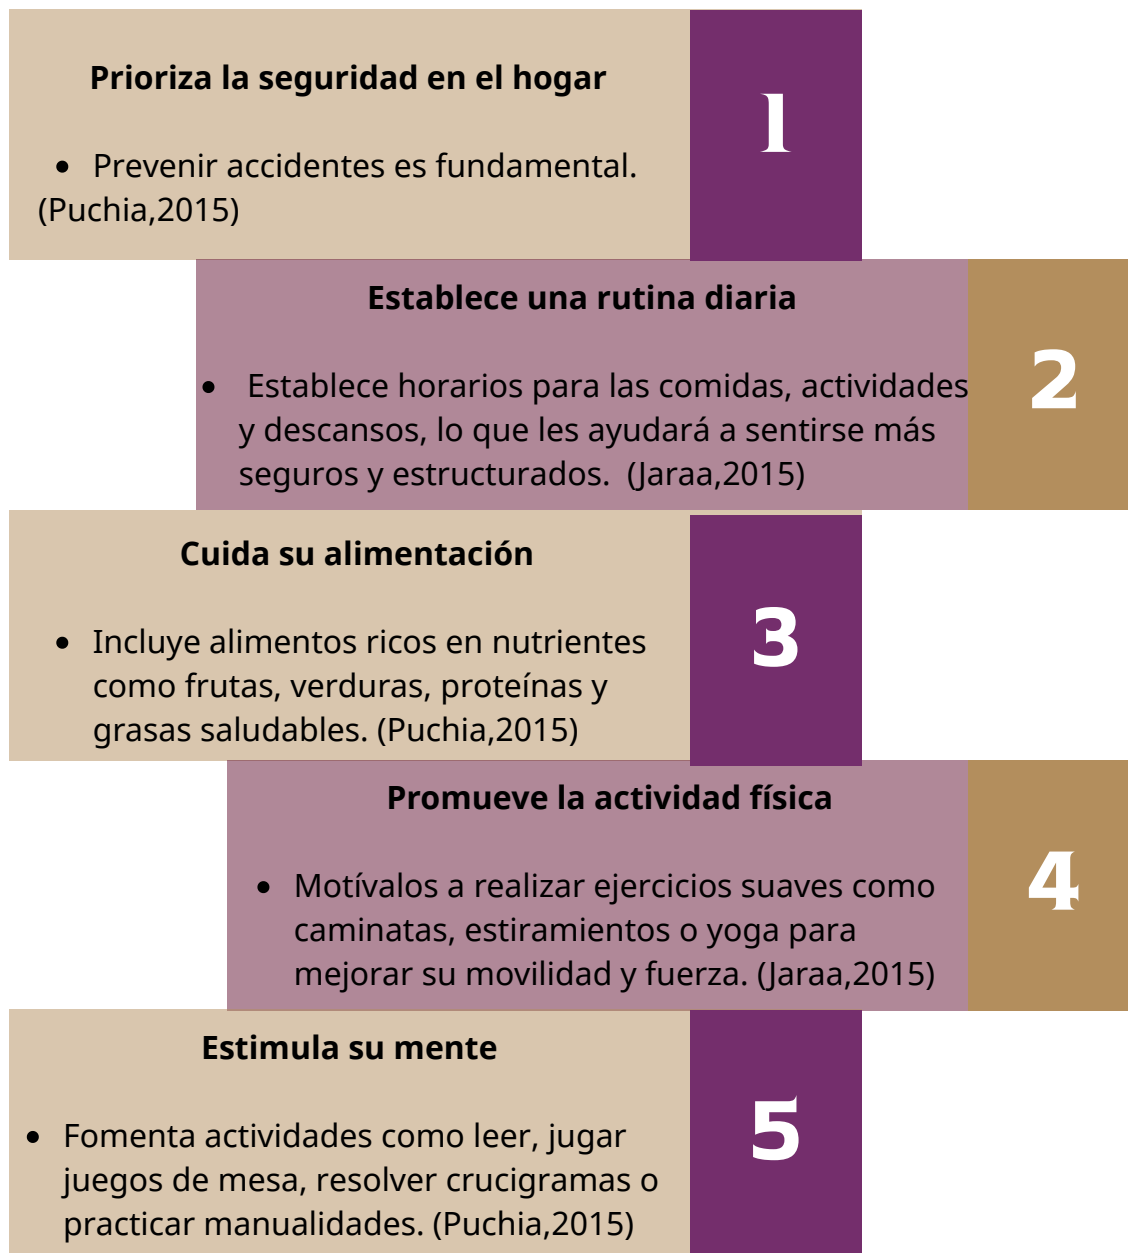 Prioriza la seguridad en el hogar
1
• Prevenir accidentes es fundamental.
(Puchia,2015)
Establece una rutina diaria
2
• Establece horarios para las comidas, actividades
y descansos, lo que les ayudará a sentirse más
seguros y estructurados. (Jaraa,2015)
Cuida su alimentación
3
• Incluye alimentos ricos en nutrientes
como frutas, verduras, proteínas y
grasas saludables. (Puchia,2015)
Promueve la actividad física
4
• Motívalos a realizar ejercicios suaves como
caminatas, estiramientos o yoga para
mejorar su movilidad y fuerza. (Jaraa,2015)
Estimula su mente
5
• Fomenta actividades como leer, jugar
juegos de mesa, resolver crucigramas o
practicar manualidades. (Puchia,2015)